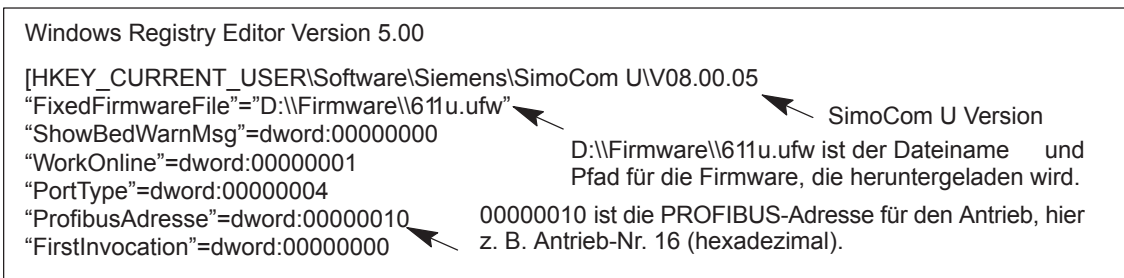 Windows Registry Editor Version 5.00
[HKEY_CURRENT_USER\Software\Siemens\SimoCom U\V08.00.05
“FixedFirmwareFile”=”D:\\Firmware\\611u.ufw”
SimoCom U Version
“ShowBedWarnMsg”=dword:00000000
D:\\Firmware\\611u.ufw ist der Dateiname und
“WorkOnline”=dword:00000001
Pfad für die Firmware, die heruntergeladen wird.
“PortType”=dword:00000004
“ProfibusAdresse”=dword:00000010
00000010 ist die PROFIBUS-Adresse für den Antrieb, hier
“FirstInvocation”=dword:00000000
z. B. Antrieb-Nr. 16 (hexadezimal).